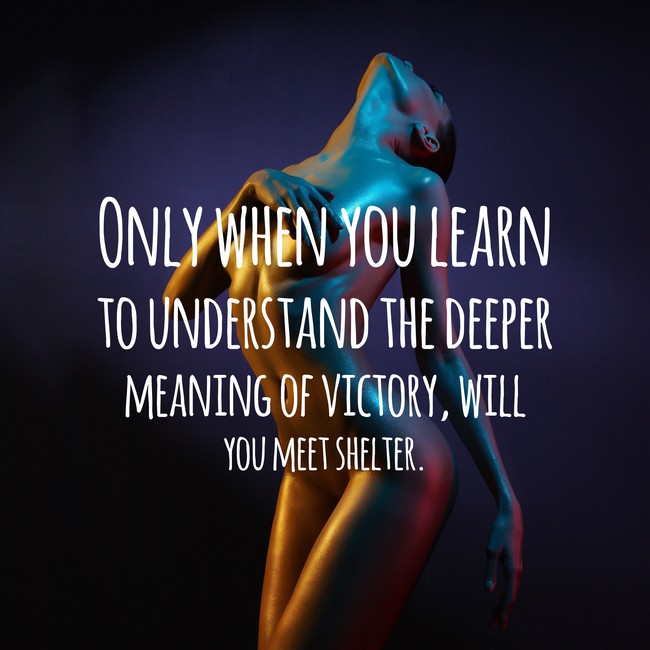 Only when you learn
to understand the deeper
meaning of victory, will
you meet shelter.